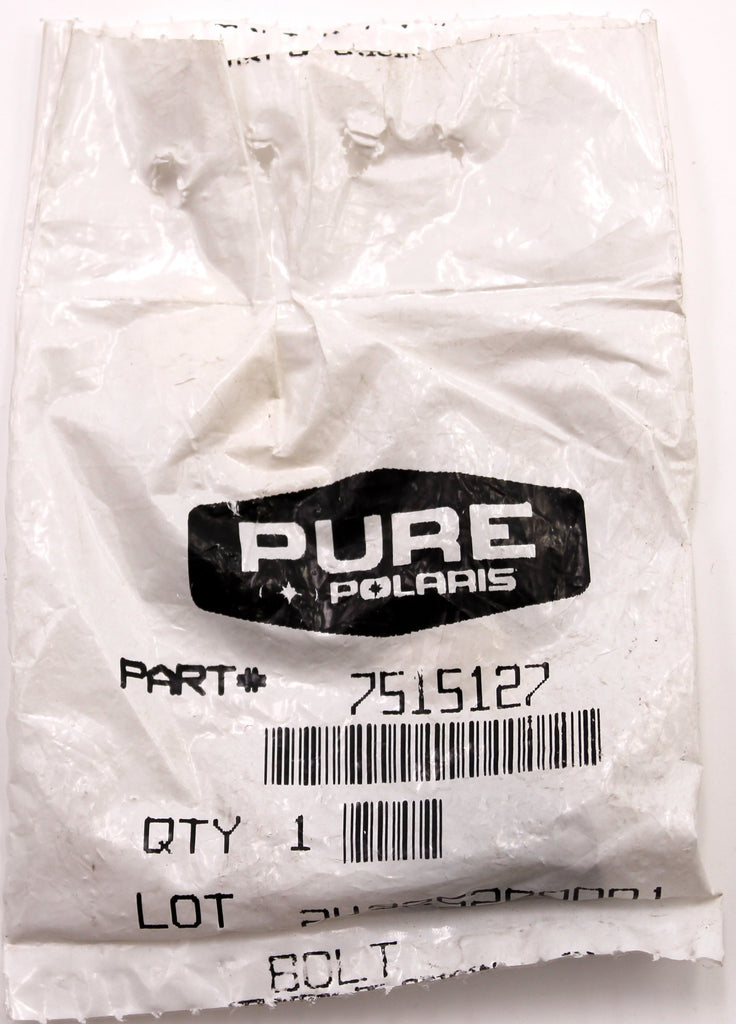 PURE
POLARIS
PART# 7515127
QTY 1
LOT
BOLT